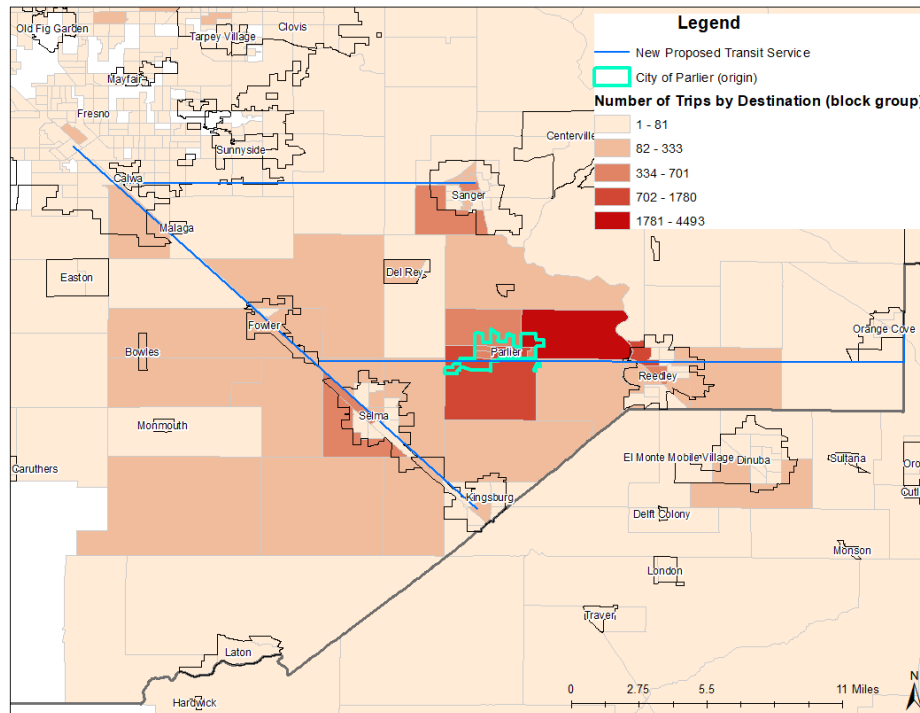 Old Fig Garden
Tarpey Village
Clovis
Mayfair
Fresno
Sunnyside
Centerville
Calwa
Sanger
Malaga
Easton
Del Rey
Fowler
Orange Cove
Bowles
Parlier
Reedley
Selma
Monmouth
Caruthers
El Monte Mobile Village
Dinuba
Sultana
Oro
Cutl
Kingsburg
Delft Colony
Monson
London
Traver
Laton
Hardwick
Legend
New Proposed Transit Service
City of Parlier (origin)
Number of Trips by Destination (block group)
1 - 81
82 - 333
334 - 701
702 - 1780
1781 - 4493
0 2.75 5.5 11 Miles
N